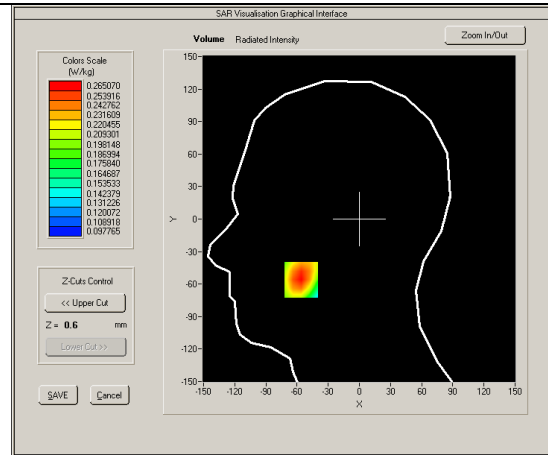 SAR Visualisation Graphical Interface
Volume Radiated Intensity
Zoom In/Out
Colors Scale
(W/kg)
0.265070
0.253916
0.242762
0.231609
0.220455
0.209301
0.198148
0.186994
0.175840
0.164687
0.153533
0.142379
0.131226
0.120072
0.108918
0.097765
Z-Cuts Control
<< Upper Cut
Z = 0.6 mm
Lower Cut >>
SAVE
Cancel
150
120
90
60
30
0
-30
-60
-90
-120
-150
Y
-150 -120 -90 -60 -30 0 30 60 90 120 150
X